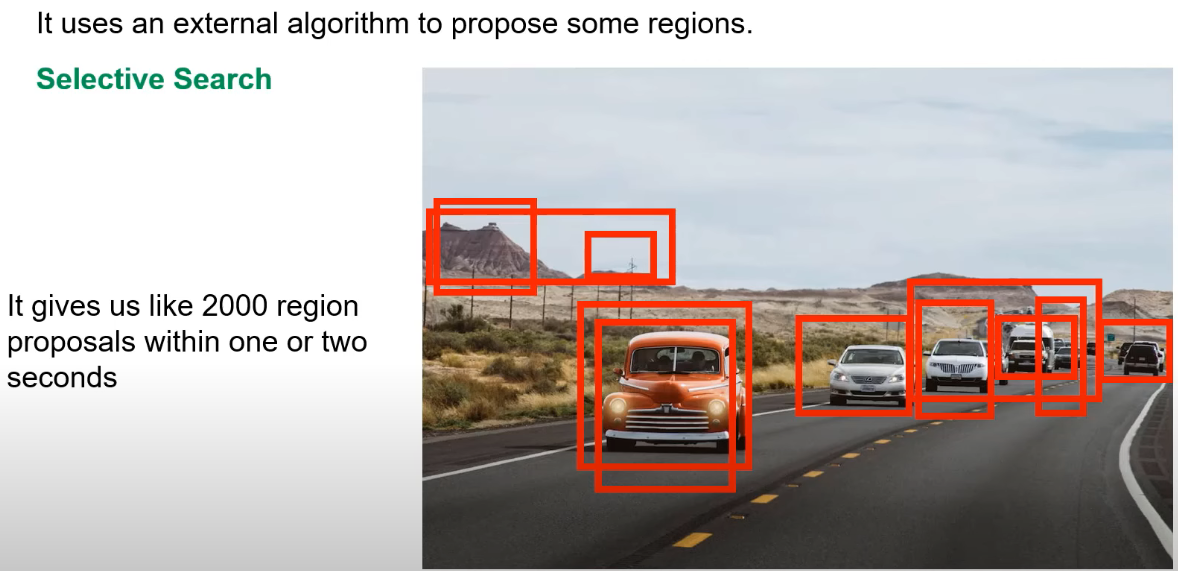 It uses an external algorithm to propose some regions.
Selective Search
It gives us like 2000 region
proposals within one or two
seconds